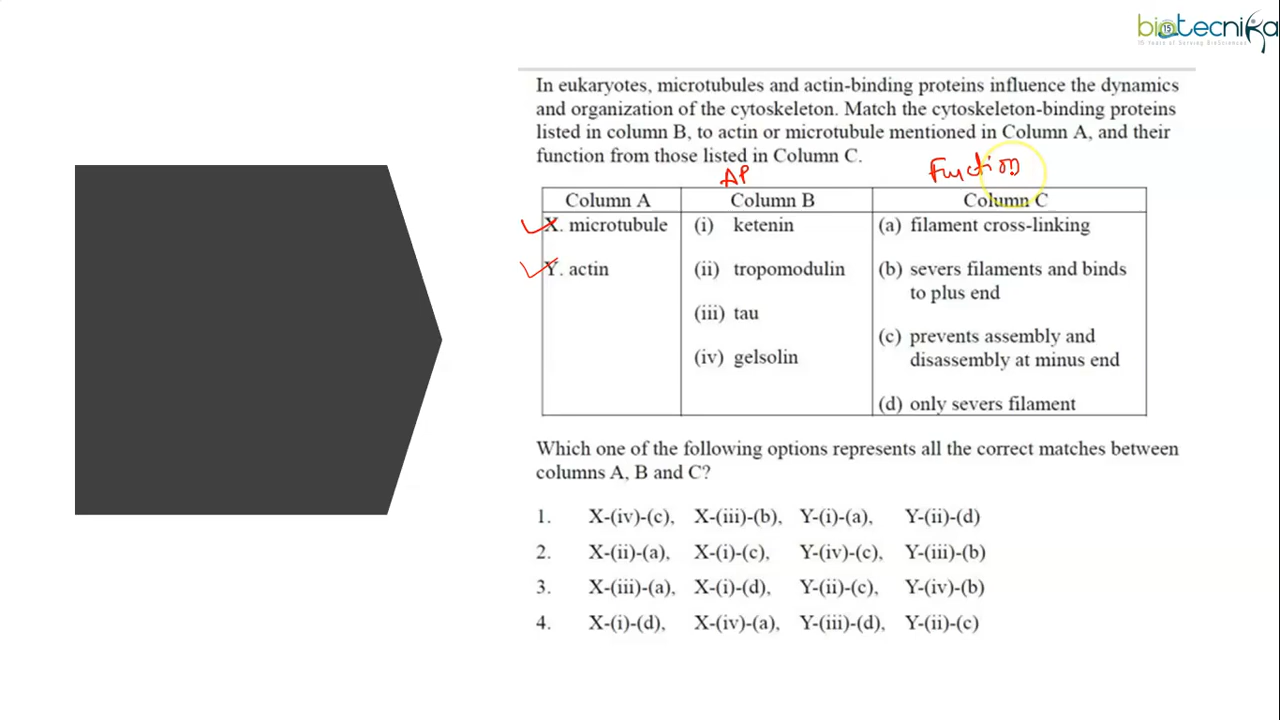 biotecnika
15 Years of Serving BioSciences
In eukaryotes, microtubules and actin-binding proteins influence the dynamics
and organization of the cytoskeleton. Match the cytoskeleton-binding proteins
listed in column B, to actin or microtubule mentioned in Column A, and their
function from those listed in Column C.
AP Function
Column A Column B Column C
X. microtubule (i) ketenin (a) filament cross-linking
Y. actin (ii) tropomodulin (b) severs filaments and binds
to plus end
(iii) tau
(c) prevents assembly and
(iv) gelsolin
disassembly at minus end
(d) only severs filament
Which one of the following options represents all the correct matches between
columns A, B and C?
1. X-(iv)-(c), X-(iii)-(b), Y-(i)-(a), Y-(ii)-(d)
2. X-(ii)-(a), X-(i)-(c), Y-(iv)-(c), Y-(iii)-(b)
3. X-(iii)-(a), X-(i)-(d), Y-(ii)-(c), Y-(iv)-(b)
4. X-(i)-(d), X-(iv)-(a), Y-(iii)-(d), Y-(ii)-(c)